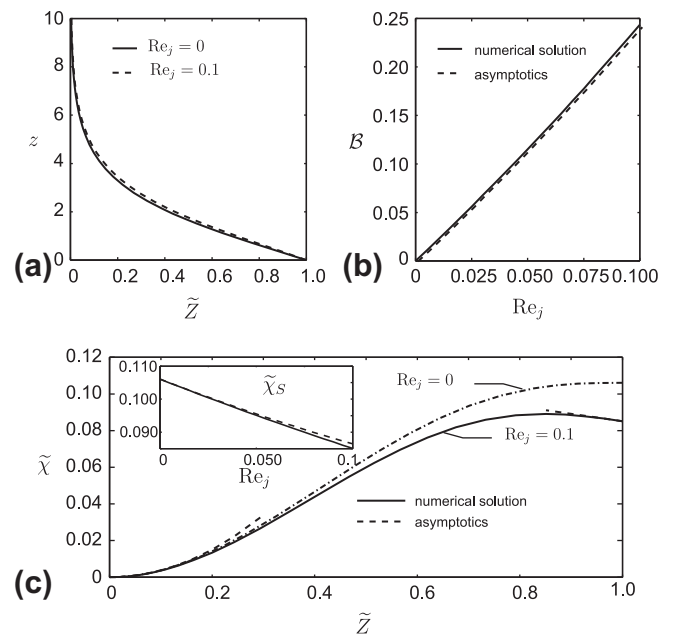 10
8
6
4
2
0
z
Re_j = 0
Re_j = 0.1
0 0.2 0.4 0.6 0.8 1.0
Z̃
(a)
0.25
0.20
0.15
0.10
0.05
0.00
ℬ
numerical solution
asymptotics
0 0.025 0.050 0.075 0.100
Re_j
(b)
0.12
0.10
0.08
0.06
0.04
0.02
0
χ̃
0.110
0.100
0.090
χ̃s
0 0.050 0.1
Re_j
Re_j = 0
Re_j = 0.1
numerical solution
asymptotics
0 0.2 0.4 0.6 0.8 1.0
Z̃
(c)